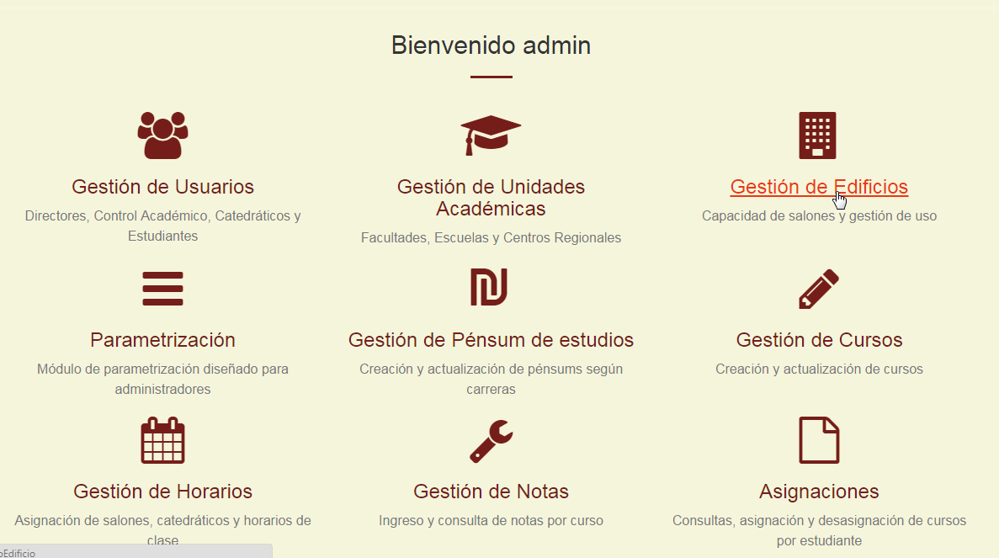 Bienvenido admin
Gestión de Usuarios
Directores, Control Académico, Catedráticos y
Estudiantes
Gestión de Unidades
Académicas
Facultades, Escuelas y Centros Regionales
Gestión de Edificios
Capacidad de salones y gestión de uso
Parametrización
Módulo de parametrización diseñado para
administradores
Gestión de Pénsum de estudios
Creación y actualización de pénsums según
carreras
Gestión de Cursos
Creación y actualización de cursos
Gestión de Horarios
Asignación de salones, catedráticos y horarios de
clase
Gestión de Notas
Ingreso y consulta de notas por curso
Asignaciones
Consultas, asignación y desasignación de cursos
por estudiante
oEdificio